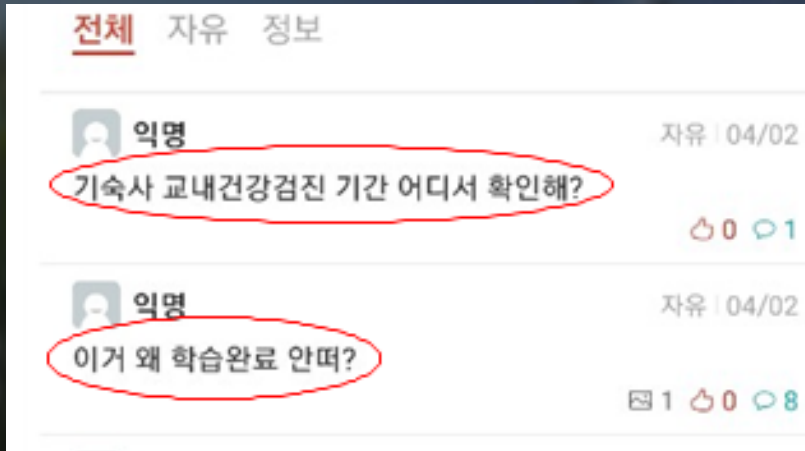 전체 자유 정보
익명 자유 04/02
기숙사 교내건강검진 기간 어디서 확인해?
0 1
익명 자유 04/02
이거 왜 학습완료 안떠?
1 0 8